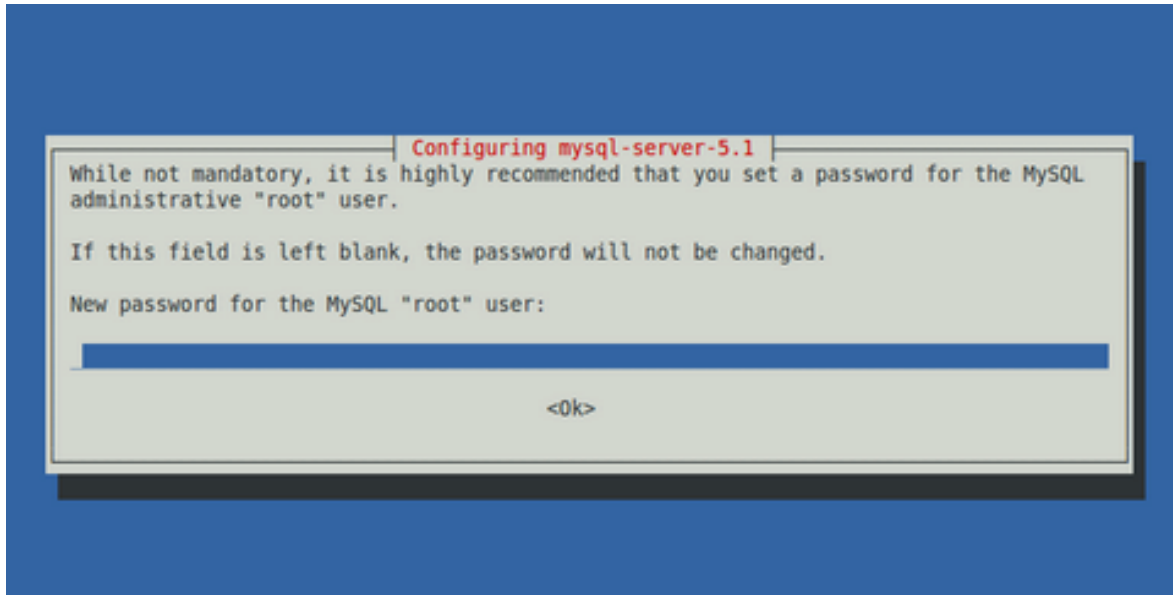 Configuring mysql-server-5.1
While not mandatory, it is highly recommended that you set a password for the MySQL
administrative "root" user.
If this field is left blank, the password will not be changed.
New password for the MySQL "root" user:
<Ok>